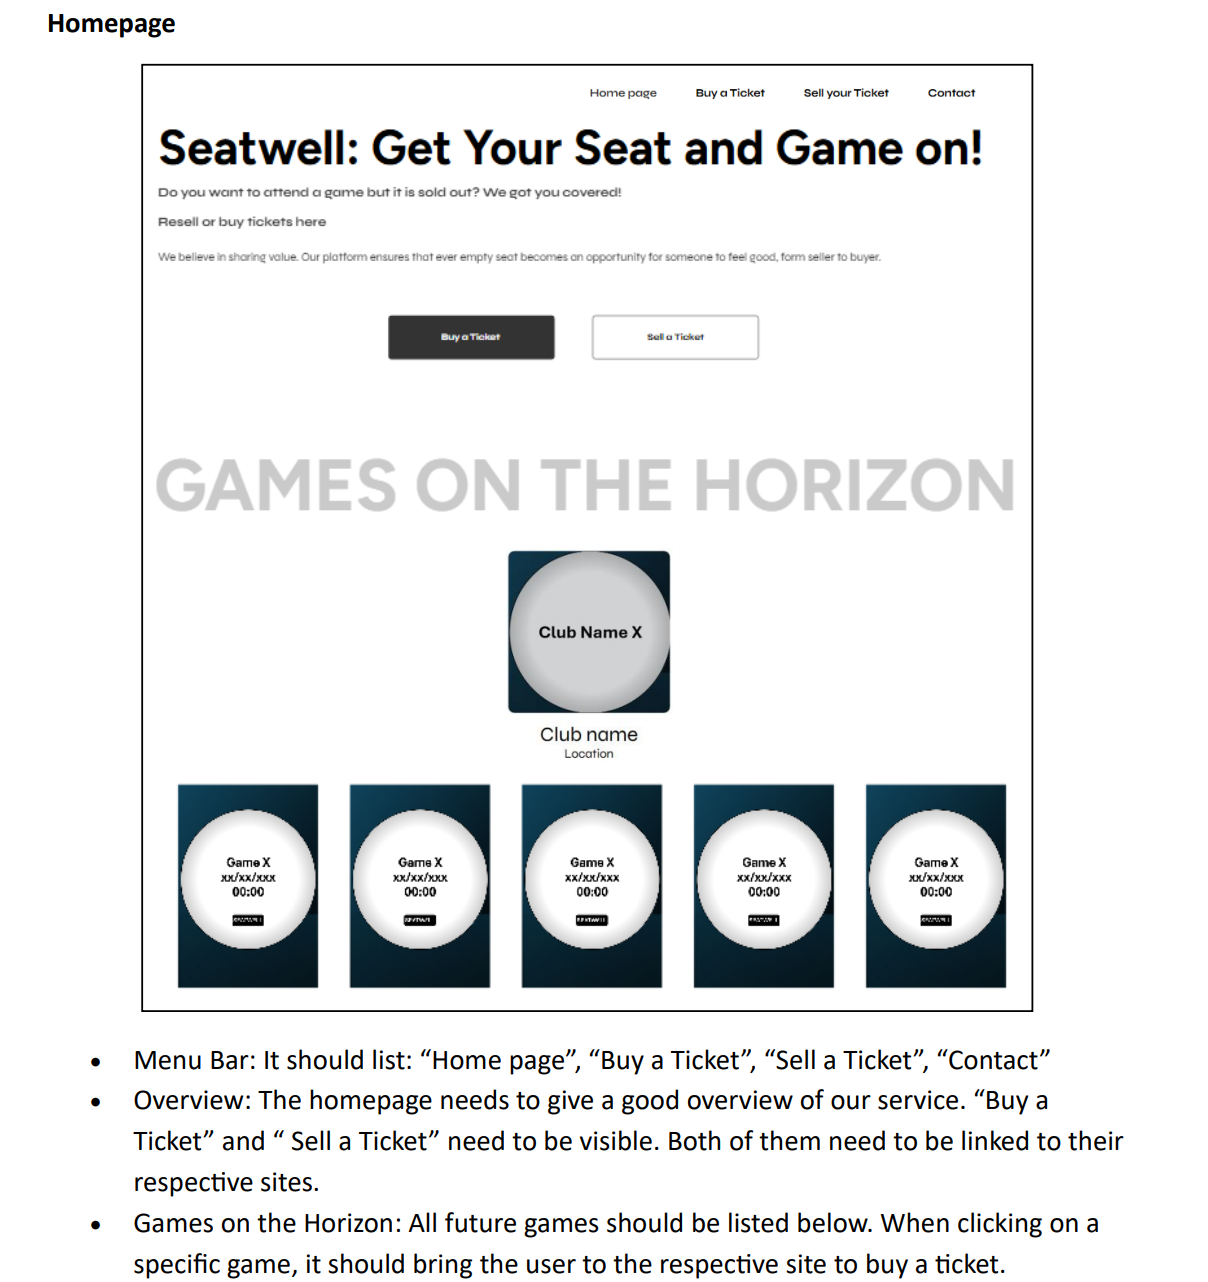 Homepage
Home page Buy a Ticket Sell your Ticket Contact
Seatwell: Get Your Seat and Game on!
Do you want to attend a game but it is sold out? We got you covered!
Resell or buy tickets here
We believe in sharing value. Our platform ensures that ever empty seat becomes an opportunity for someone to feel good, form seller to buyer.
Buy a Ticket Sell a Ticket
GAMES ON THE HORIZON
Club Name X
Club name
Location
Game X Game X Game X Game X Game X
xx/xx/xxx xx/xx/xxx xx/xx/xxx xx/xx/xxx xx/xx/xxx
00:00 00:00 00:00 00:00 00:00
SEATWELL SEATWELL SEATWELL SEATWELL SEATWELL
• Menu Bar: It should list: “Home page”, “Buy a Ticket”, “Sell a Ticket”, “Contact”
• Overview: The homepage needs to give a good overview of our service. “Buy a
Ticket” and “ Sell a Ticket” need to be visible. Both of them need to be linked to their
respective sites.
• Games on the Horizon: All future games should be listed below. When clicking on a
specific game, it should bring the user to the respective site to buy a ticket.